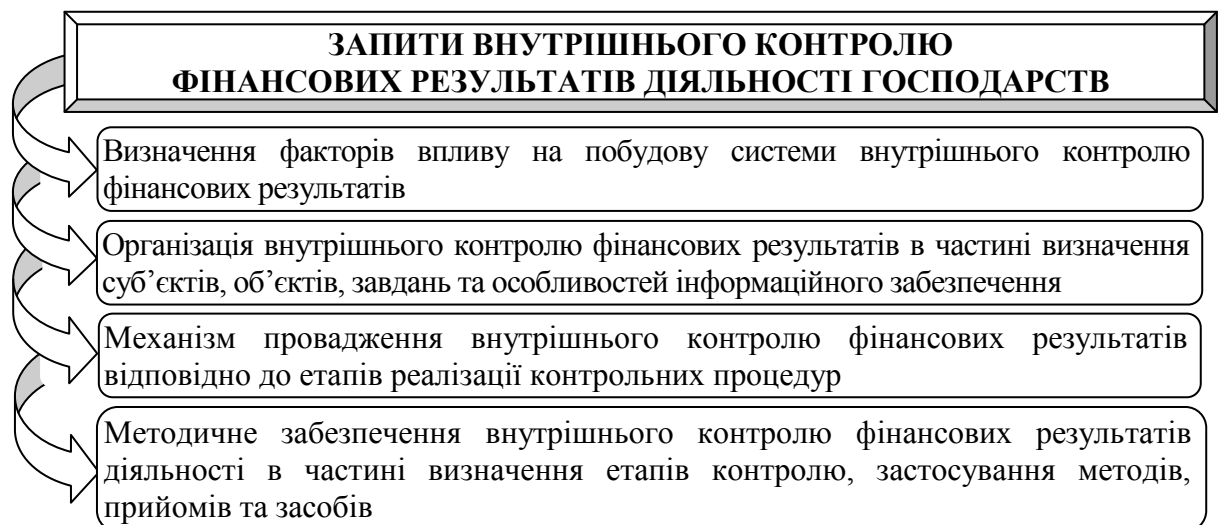 ЗАПИТИ ВНУТРІШНЬОГО КОНТРОЛЮ
ФІНАНСОВИХ РЕЗУЛЬТАТІВ ДІЯЛЬНОСТІ ГОСПОДАРСТВ
Визначення факторів впливу на побудову системи внутрішнього контролю
фінансових результатів
Організація внутрішнього контролю фінансових результатів в частині визначення
суб’єктів, об’єктів, завдань та особливостей інформаційного забезпечення
Механізм провадження внутрішнього контролю фінансових результатів
відповідно до етапів реалізації контрольних процедур
Методичне забезпечення внутрішнього контролю фінансових результатів
діяльності в частині визначення етапів контролю, застосування методів,
прийомів та засобів